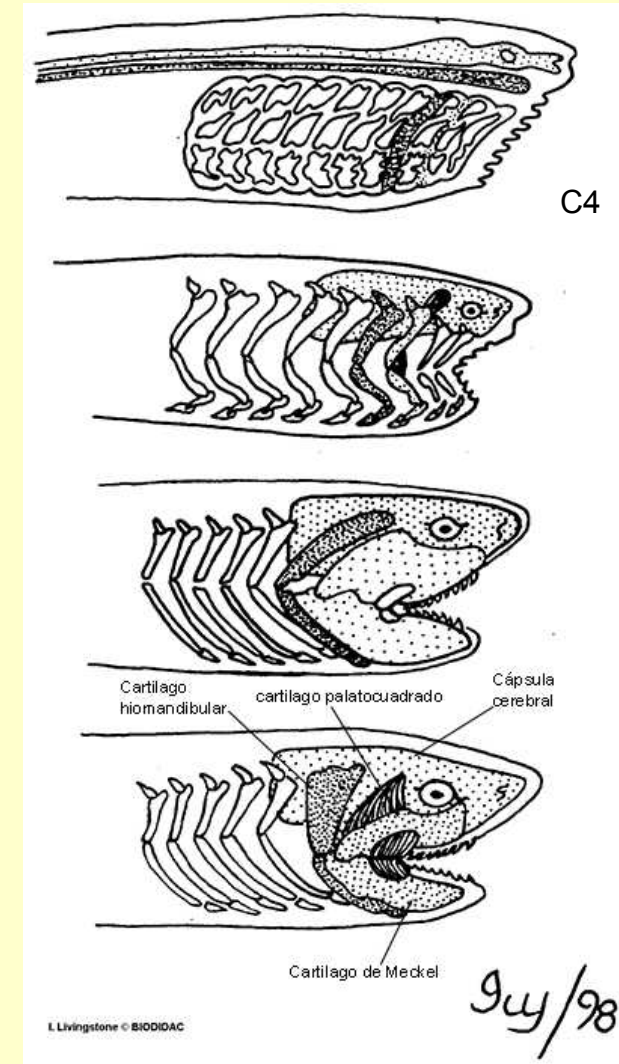 C4
Cartilago
hiomandibular
cartilago palatocuadrado
Cápsula
cerebral
Cartilago de Meckel
I. Livingstone © BIODIDAC